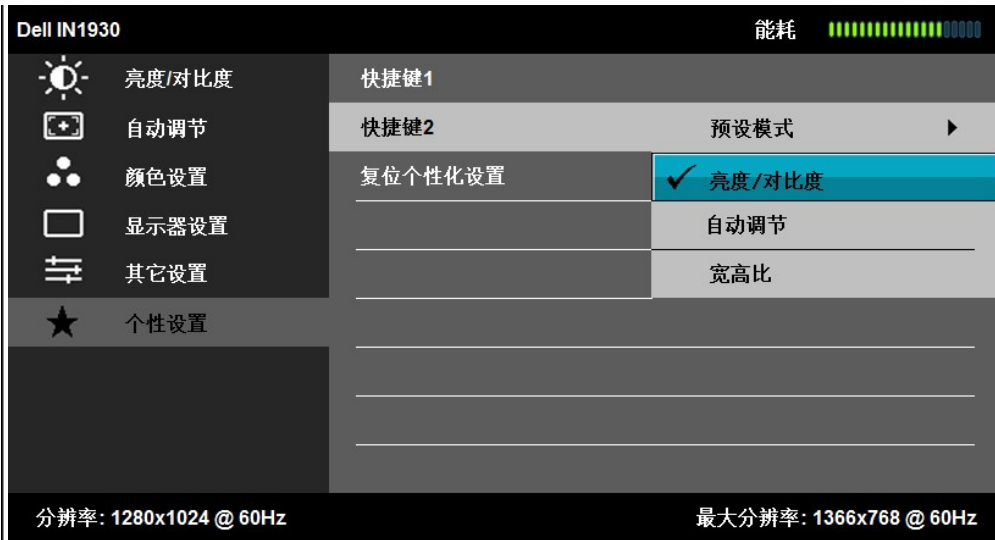 Dell IN1930 能耗
亮度/对比度 快捷键1
自动调节 快捷键2 预设模式
颜色设置 复位个性化设置 亮度/对比度
显示器设置 自动调节
其它设置 宽高比
个性设置
分辨率: 1280x1024 @ 60Hz 最大分辨率: 1366x768 @ 60Hz